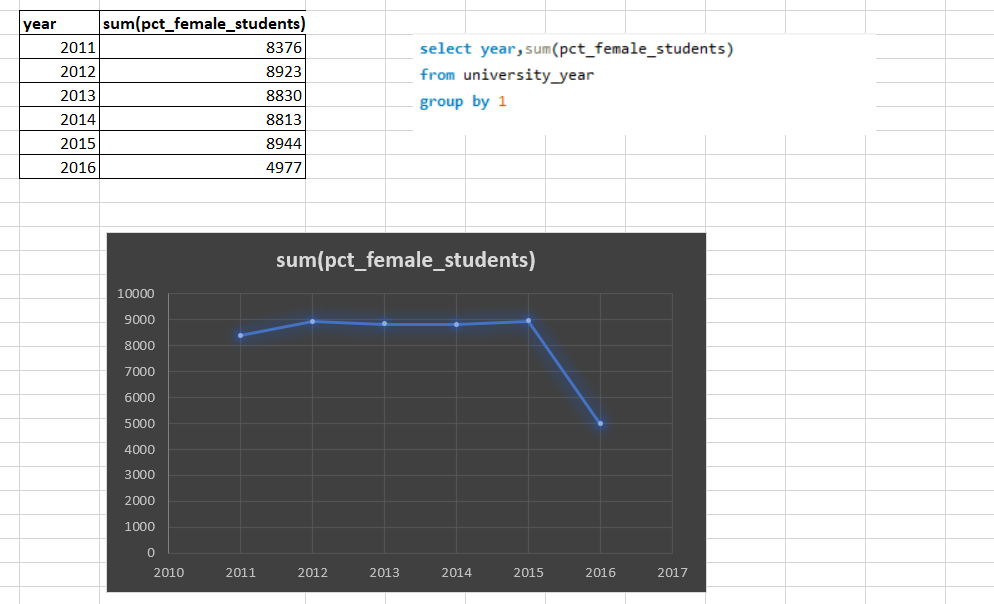 year sum(pct_female_students)
2011 8376
2012 8923
2013 8830
2014 8813
2015 8944
2016 4977
select year,sum(pct_female_students)
from university_year
group by 1
sum(pct_female_students)
10000
9000
8000
7000
6000
5000
4000
3000
2000
1000
0
2010 2011 2012 2013 2014 2015 2016 2017